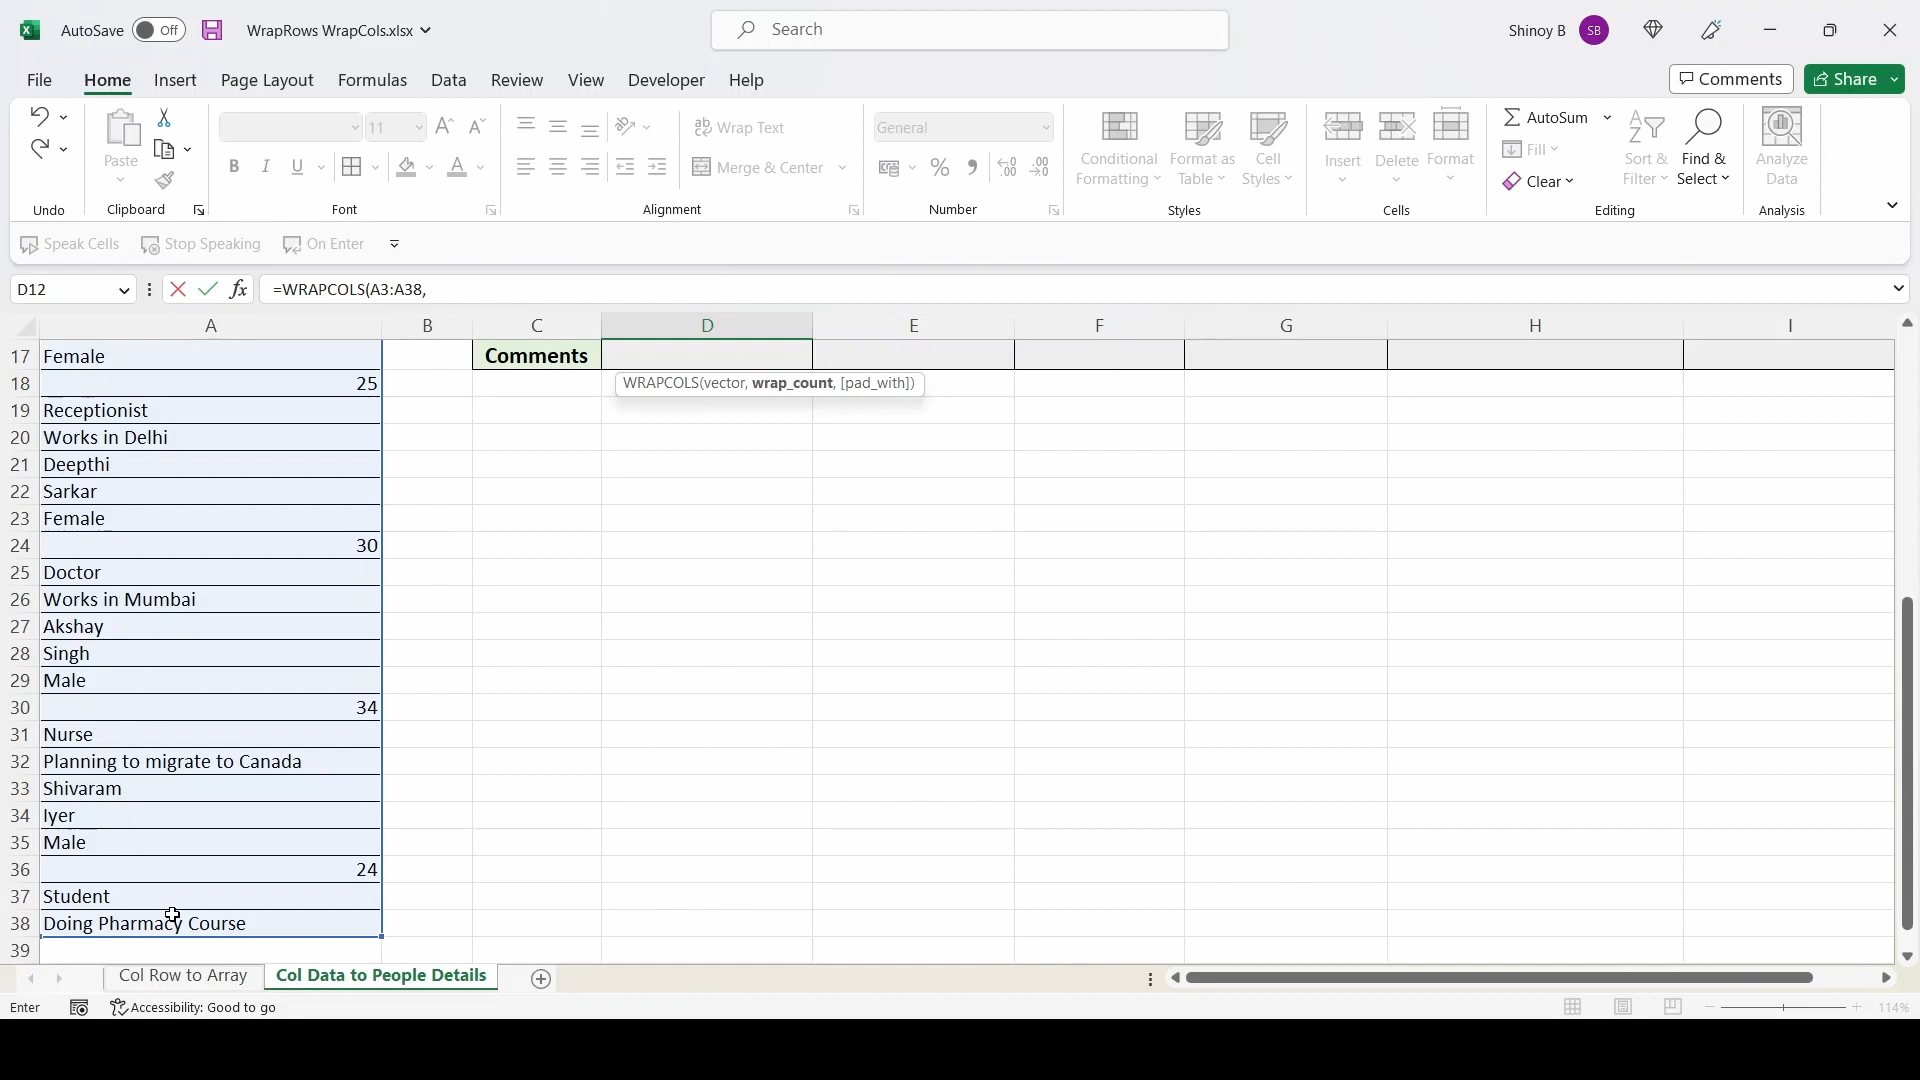 AutoSave Off WrapRows WrapCols.xlsx Search Shinoy B SB
File Home Insert Page Layout Formulas Data Review View Developer Help Comments Share
Paste 11 Wrap Text General Conditional Formatting Format as Table Cell Styles Insert Delete Format AutoSum Sort & Filter Find & Select Analyze Data
B I U Merge & Center Fill
Clear
Undo Clipboard Font Alignment Number Styles Cells Editing Analysis
Speak Cells Stop Speaking On Enter
D12 fx =WRAPCOLS(A3:A38,
A B C D E F G H I
17 Female Comments
18 25 WRAPCOLS(vector, wrap_count, [pad_with])
19 Receptionist
20 Works in Delhi
21 Deepthi
22 Sarkar
23 Female
24 30
25 Doctor
26 Works in Mumbai
27 Akshay
28 Singh
29 Male
30 34
31 Nurse
32 Planning to migrate to Canada
33 Shivaram
34 Iyer
35 Male
36 24
37 Student
38 Doing Pharmacy Course
39
Col Row to Array Col Data to People Details
Enter Accessibility: Good to go 114%